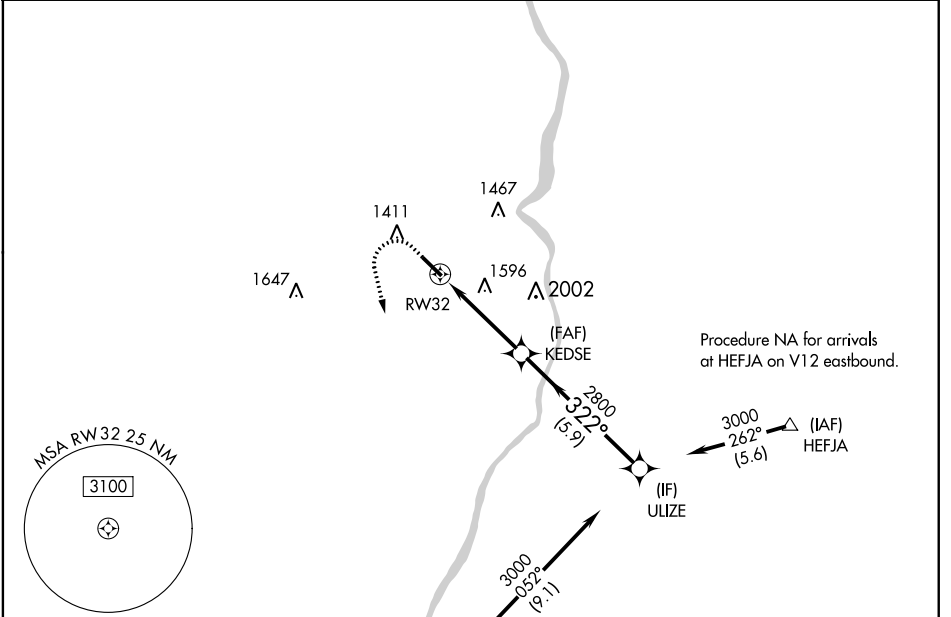 1467
1411
1647
1596
2002
RW32
(FAF)
KEDSE
Procedure NA for arrivals
at HEFJA on V12 eastbound.
2800
322°
(5.9)
3000
262°
(5.6)
(IAF)
HEFJA
(IF)
ULIZE
MSA RW32 25 NM
3100
3000
052°
(9.1)